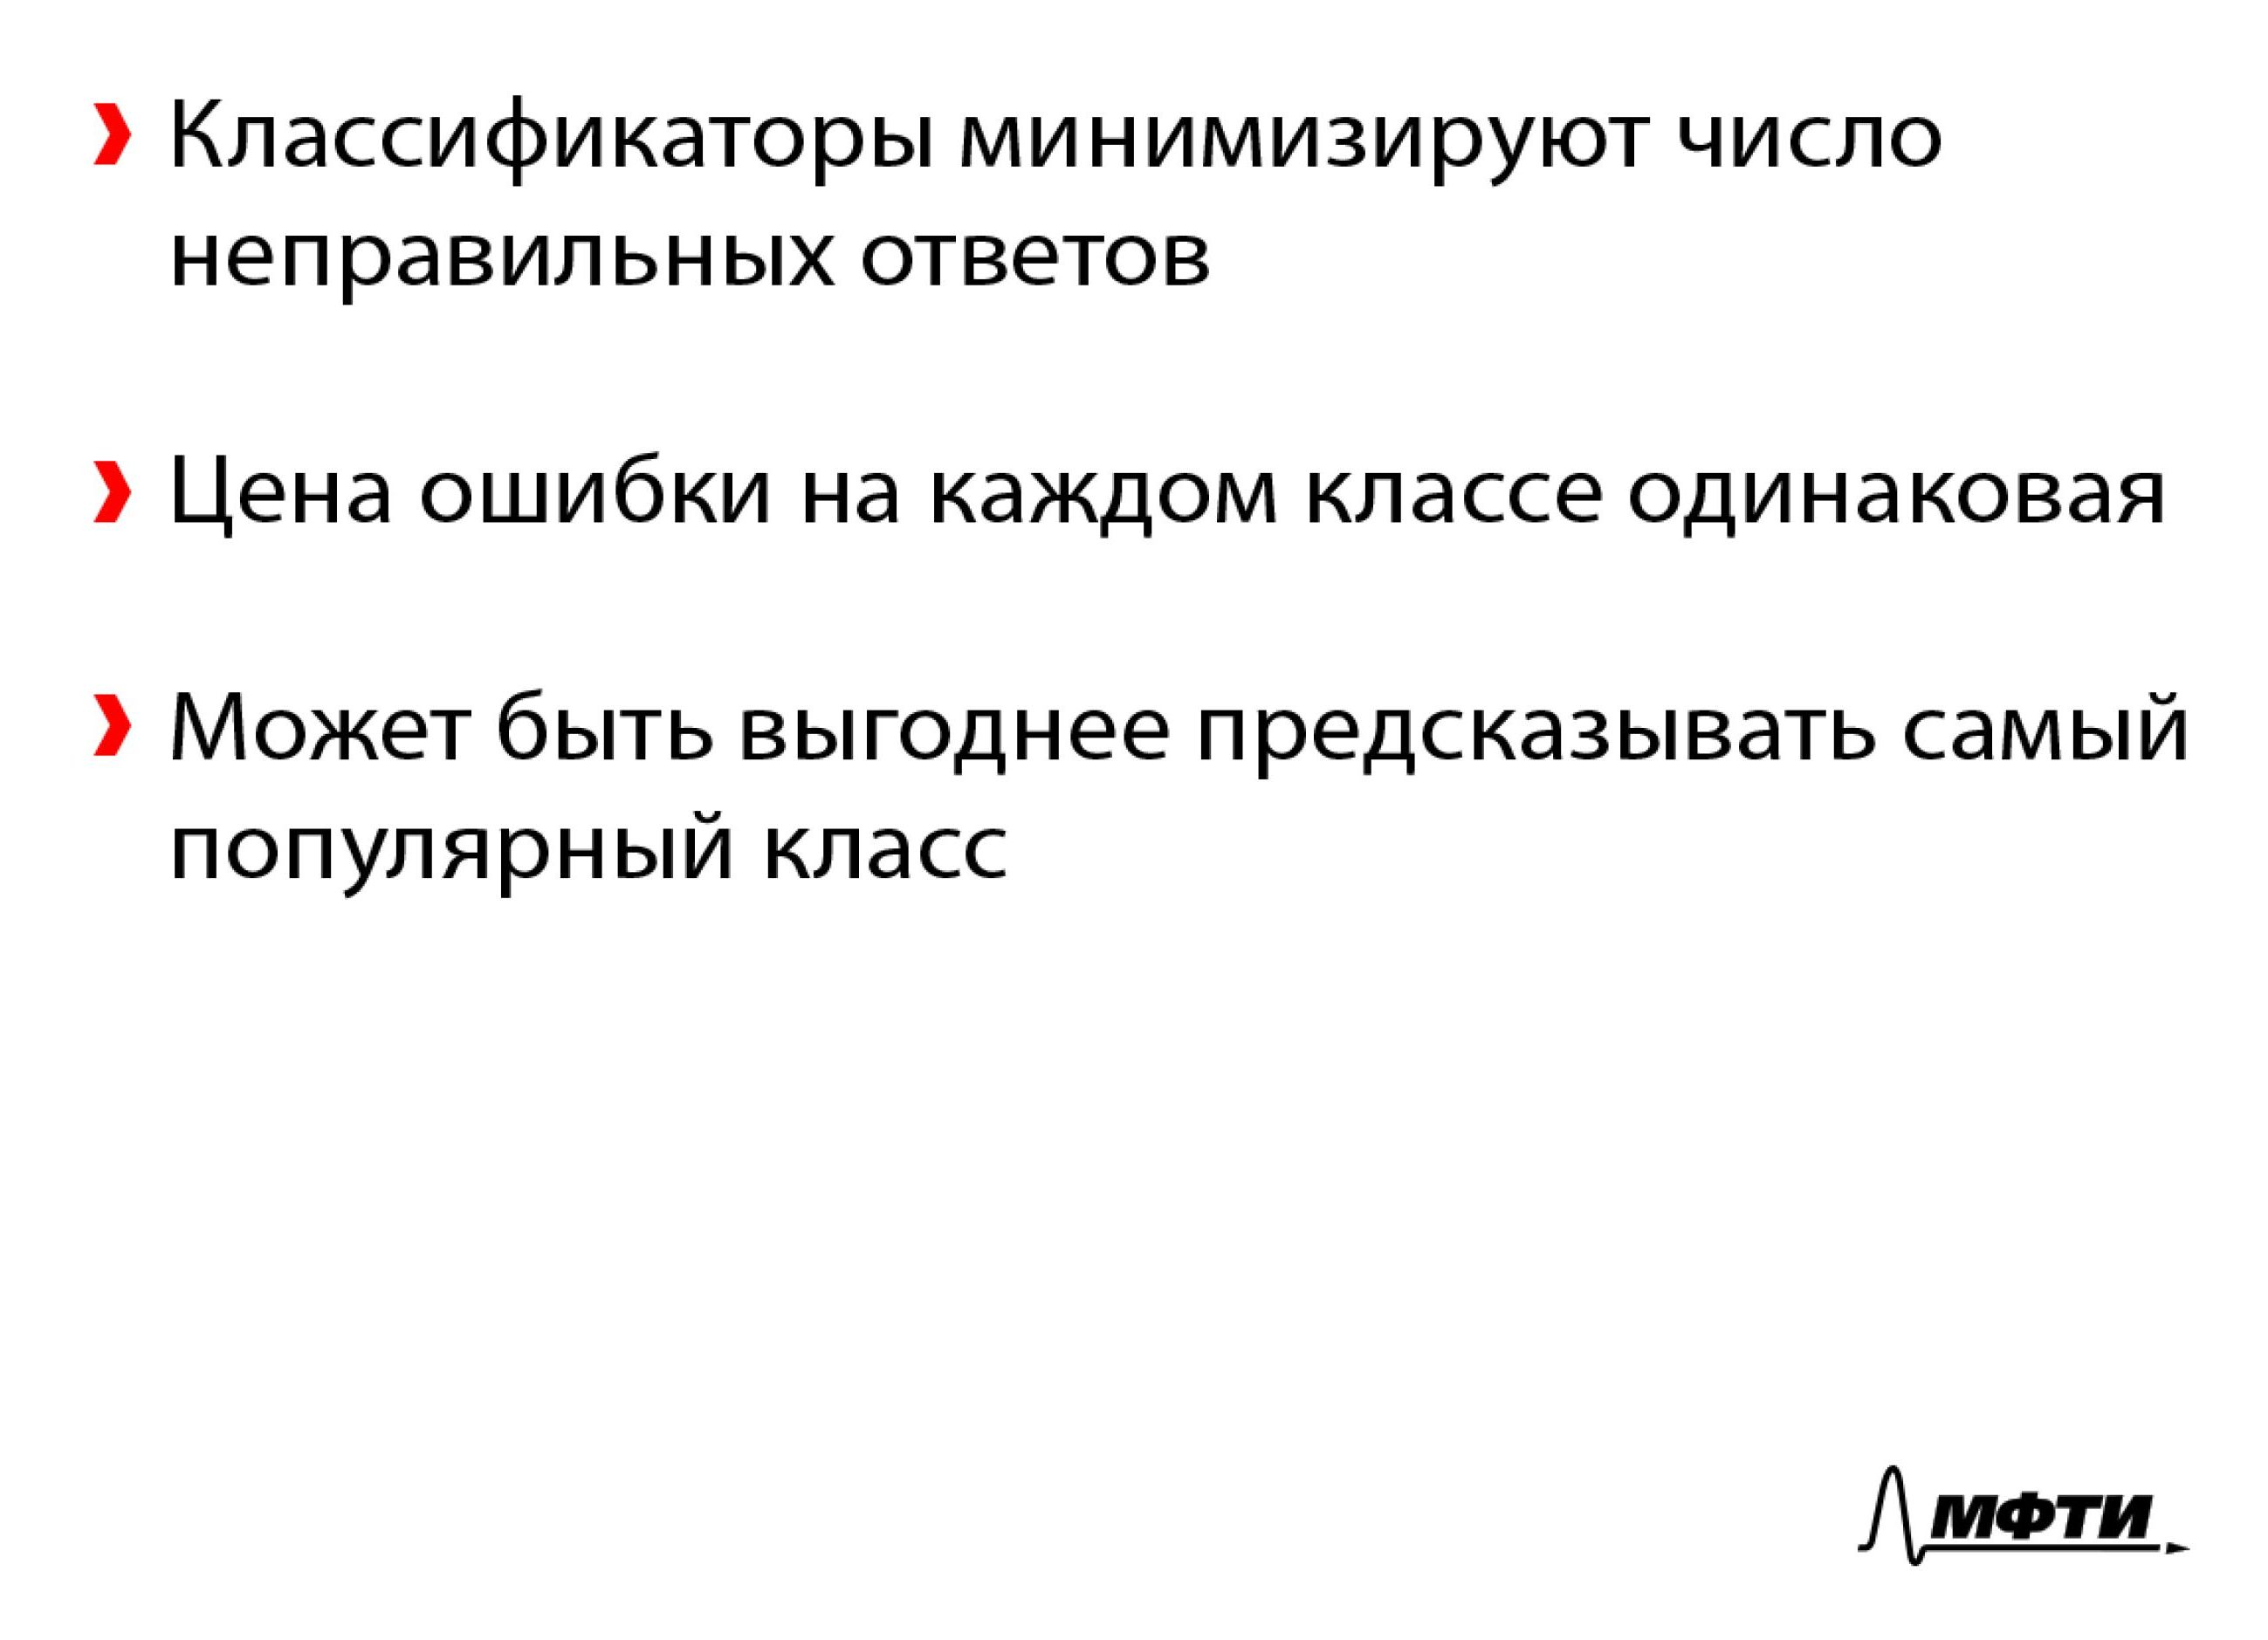 Классификаторы минимизируют число
неправильных ответов
Цена ошибки на каждом классе одинаковая
Может быть выгоднее предсказывать самый
популярный класс
МФТИ